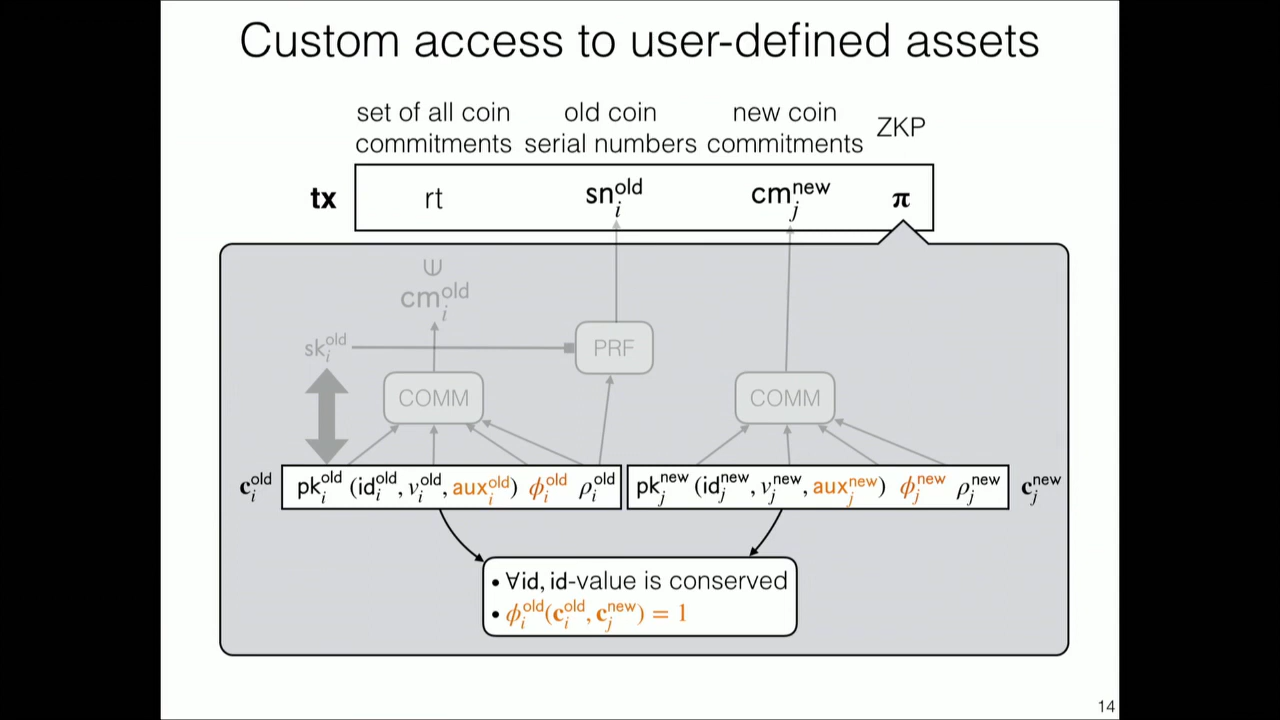 Custom access to user-defined assets
set of all coin commitments
old coin serial numbers
new coin commitments
ZKP
tx rt sn_i^old cm_j^new π
∈
cm_i^old
sk_i^old
PRF
COMM
COMM
c_i^old pk_i^old (id_i^old, v_i^old, aux_i^old) ϕ_i^old ρ_i^old pk_j^new (id_j^new, v_j^new, aux_j^new) ϕ_j^new ρ_j^new c_j^new
• ∀id, id-value is conserved
• ϕ_i^old(c_i^old, c_j^new) = 1
14